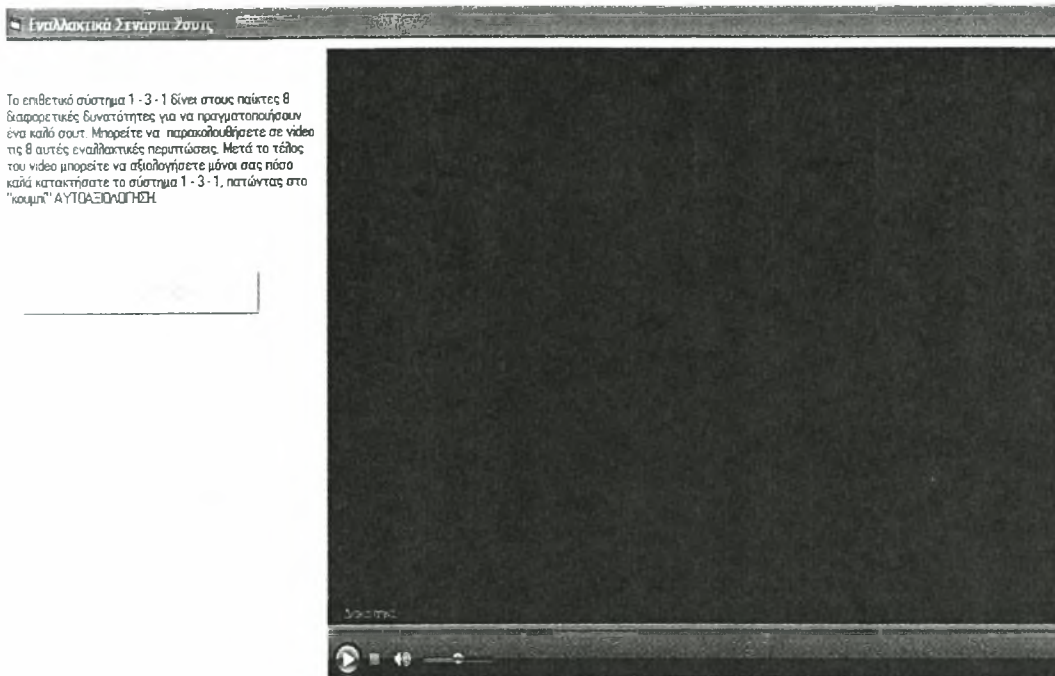 Εναλλακτικά Σενάρια Σουτς
Το επιθετικό σύστημα 1 - 3 - 1 δίνει στους παίκτες 8
διαφορετικές δυνατότητες για να πραγματοποιήσουν
ένα καλό σουτ. Μπορείτε να παρακολουθήσετε σε video
τις 8 αυτές εναλλακτικές περιπτώσεις. Μετά το τέλος
του video μπορείτε να αξιολογήσετε μόνοι σας πόσο
καλά κατακτήσατε το σύστημα 1 - 3 - 1, πατώντας στο
"κουμπί" ΑΥΤΟΑΞΙΟΛΟΓΗΣΗ.